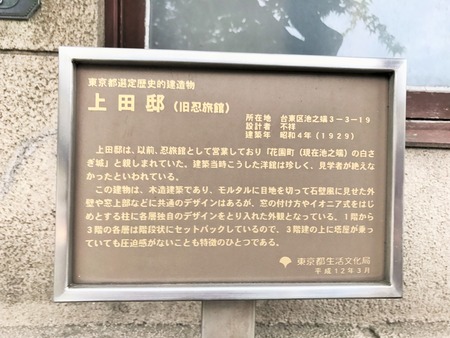 東京都選定歴史的建造物
上田邸（旧忍旅館）
所在地　台東区池之端3－3－19
設計者　不祥
建築年　昭和4年（1929）
上田邸は、以前、忍旅館として営業しており「花園町（現在池之端）の白さ
ぎ城」と親しまれていた。建築当時こうした洋館は珍しく、見学者が絶えな
かったといわれている。
この建物は、木造建築であり、モルタルに目地を切って石壁風に見せた外
壁や窓上部などに共通のデザインはあるが、窓の付け方やイオニア式をはじ
めとする柱に各層独自のデザインをとり入れた外観となっている。1階から
3階の各層は階段状にセットバックしているので、3階建の上に塔屋が乗っ
ていても圧迫感がないことも特徴のひとつである。
東京都生活文化局
平成12年3月